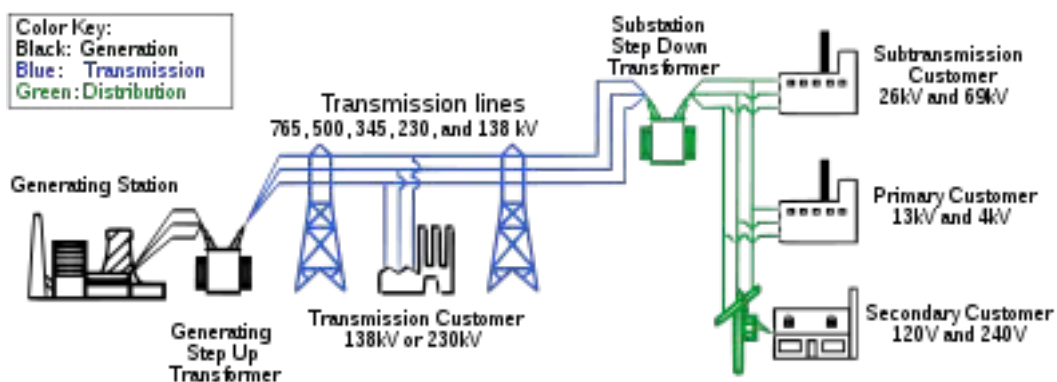 Color Key:
Black: Generation
Blue: Transmission
Green: Distribution
Substation
Step Down
Transformer
Subtransmission
Customer
26kV and 69kV
Transmission lines
765, 500, 345, 230, and 138 kV
Generating Station
Primary Customer
13kV and 4kV
Transmission Customer
138kV or 230kV
Generating
Step Up
Transformer
Secondary Customer
120V and 240V